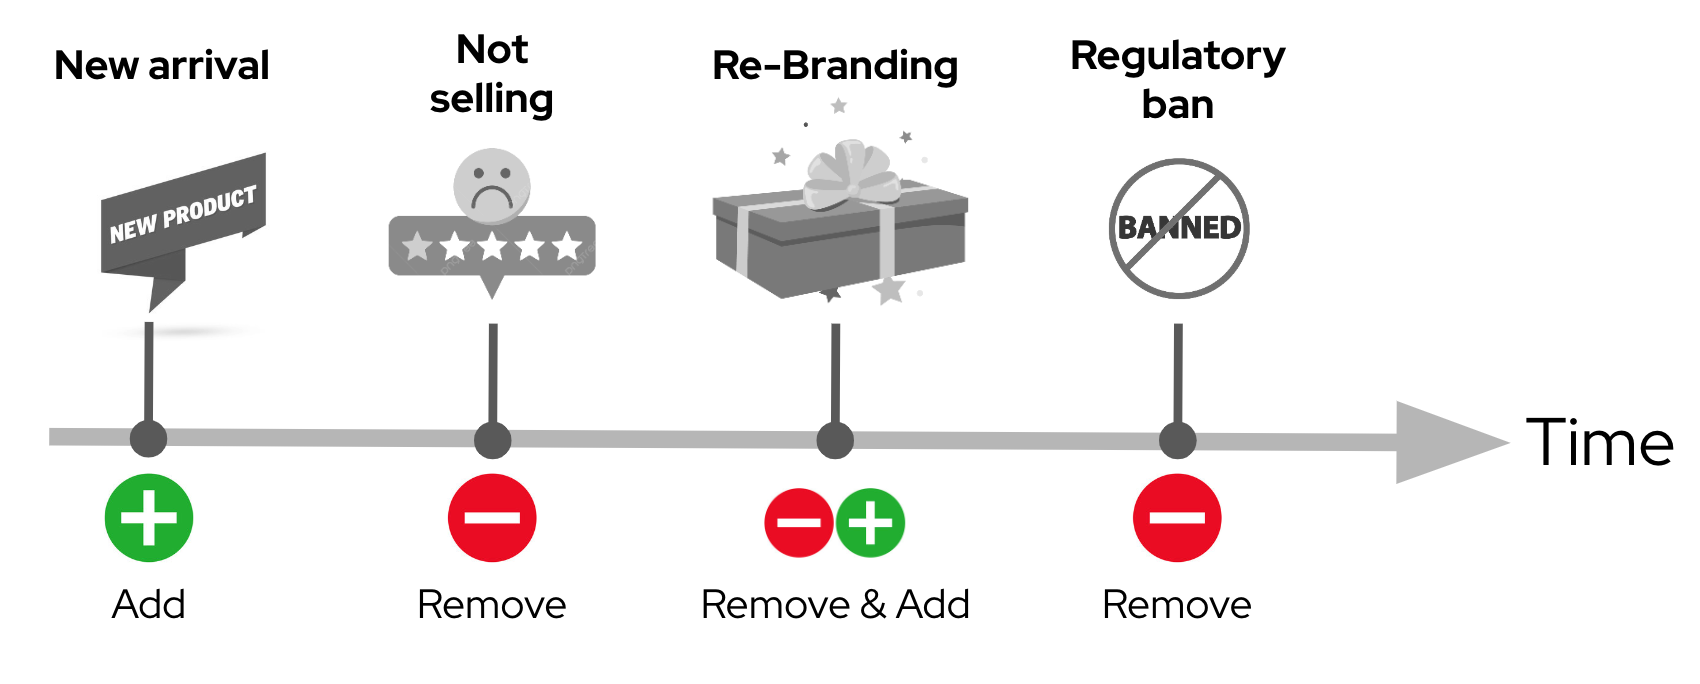 New arrival
Not
selling
Re-Branding
Regulatory
ban
NEW PRODUCT
BANNED
Time
Add
Remove
Remove & Add
Remove